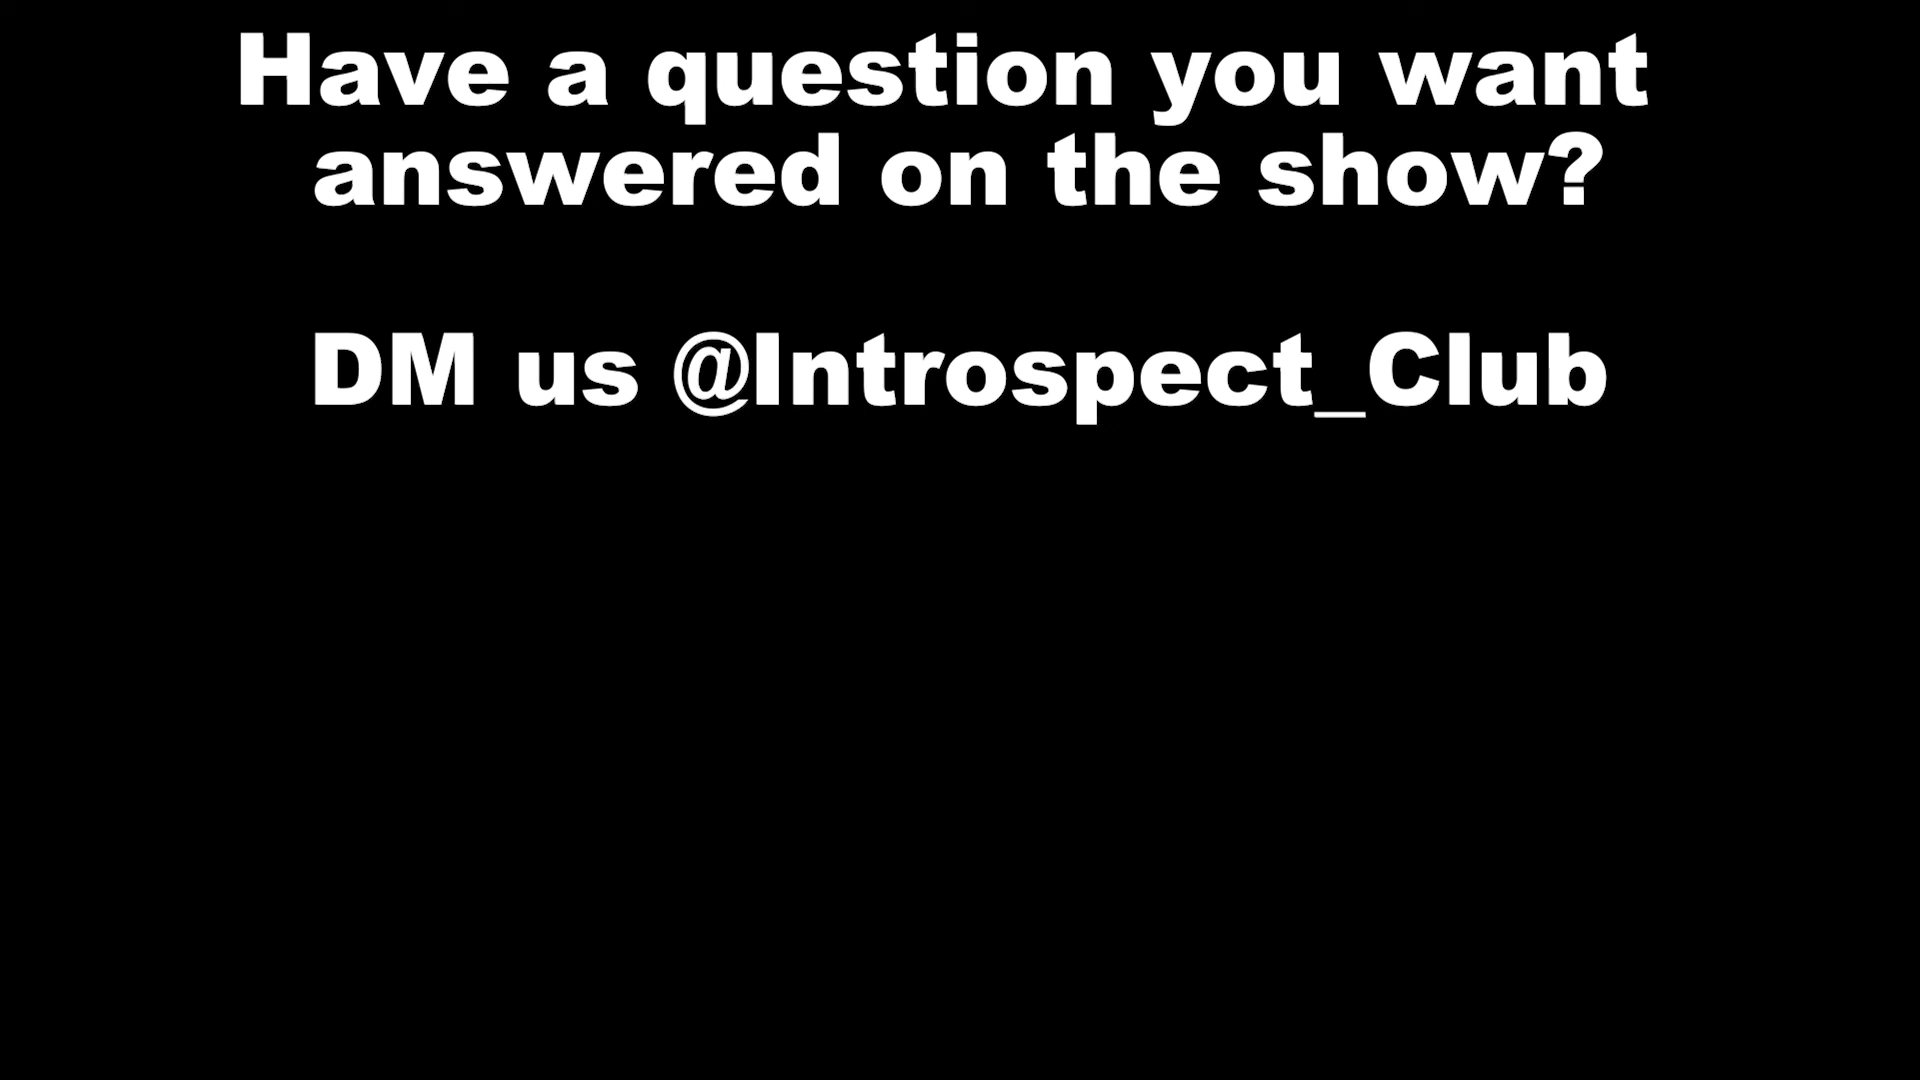 Have a question you want
answered on the show?
DM us @Introspect_Club